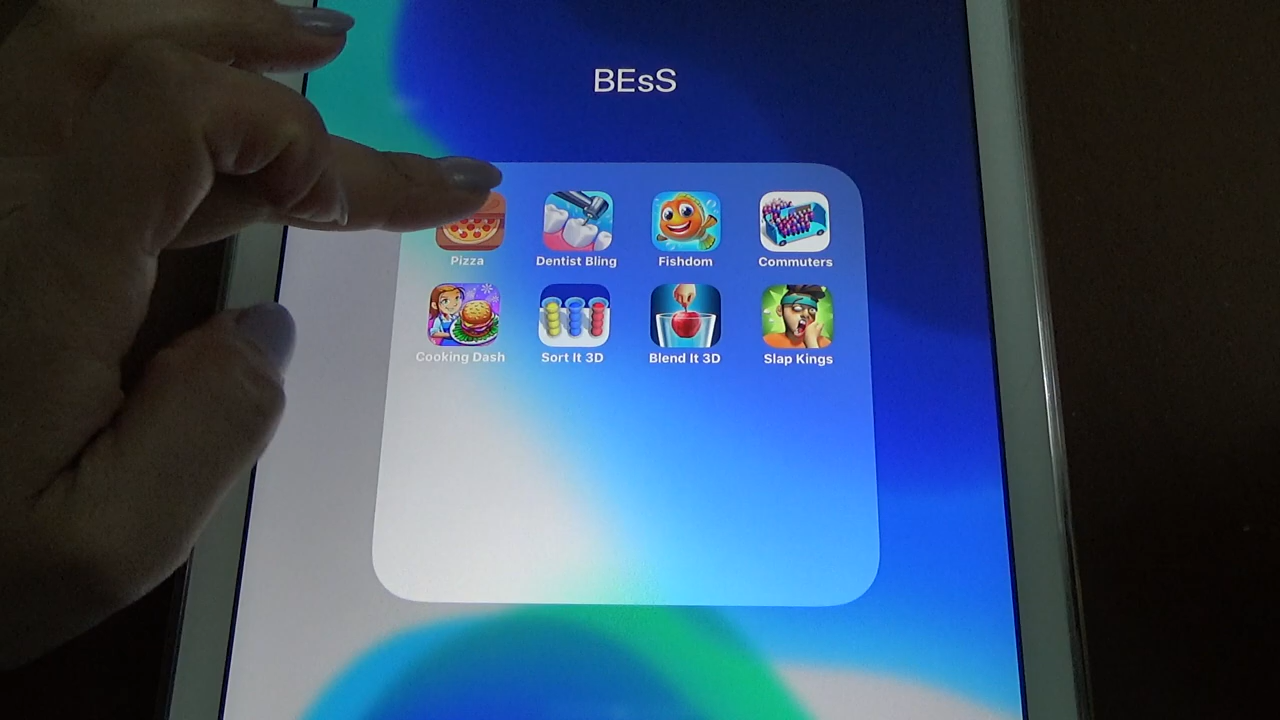 BEsS
Pizza Dentist Bling Fishdom Commuters
Cooking Dash Sort It 3D Blend It 3D Slap Kings